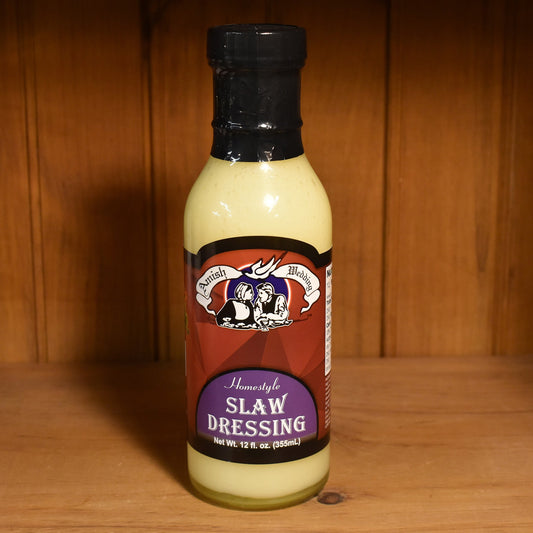 Amish Wedding
Homestyle
SLAW
DRESSING
Net Wt. 12 fl. oz. (355mL)